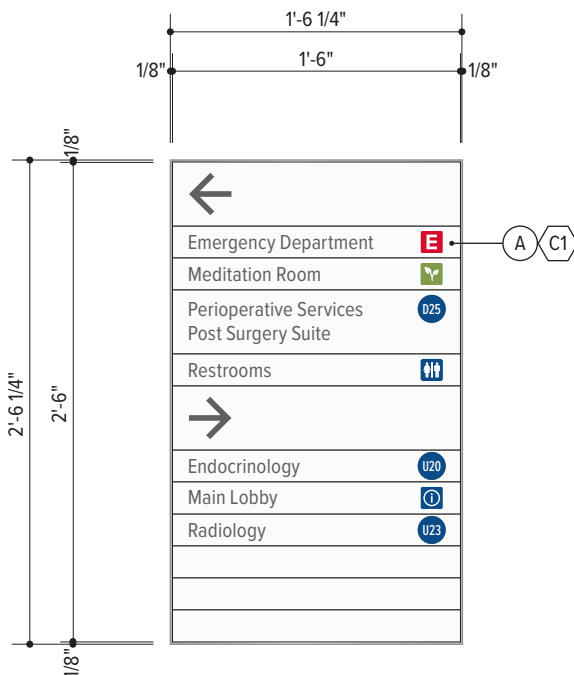 1'-6 1/4"
1/8" 1'-6" 1/8"
1/8"
2'-6 1/4"
2'-6"
1/8"
Emergency Department E A C1
Meditation Room
Perioperative Services D25
Post Surgery Suite
Restrooms
Endocrinology U20
Main Lobby i
Radiology U23